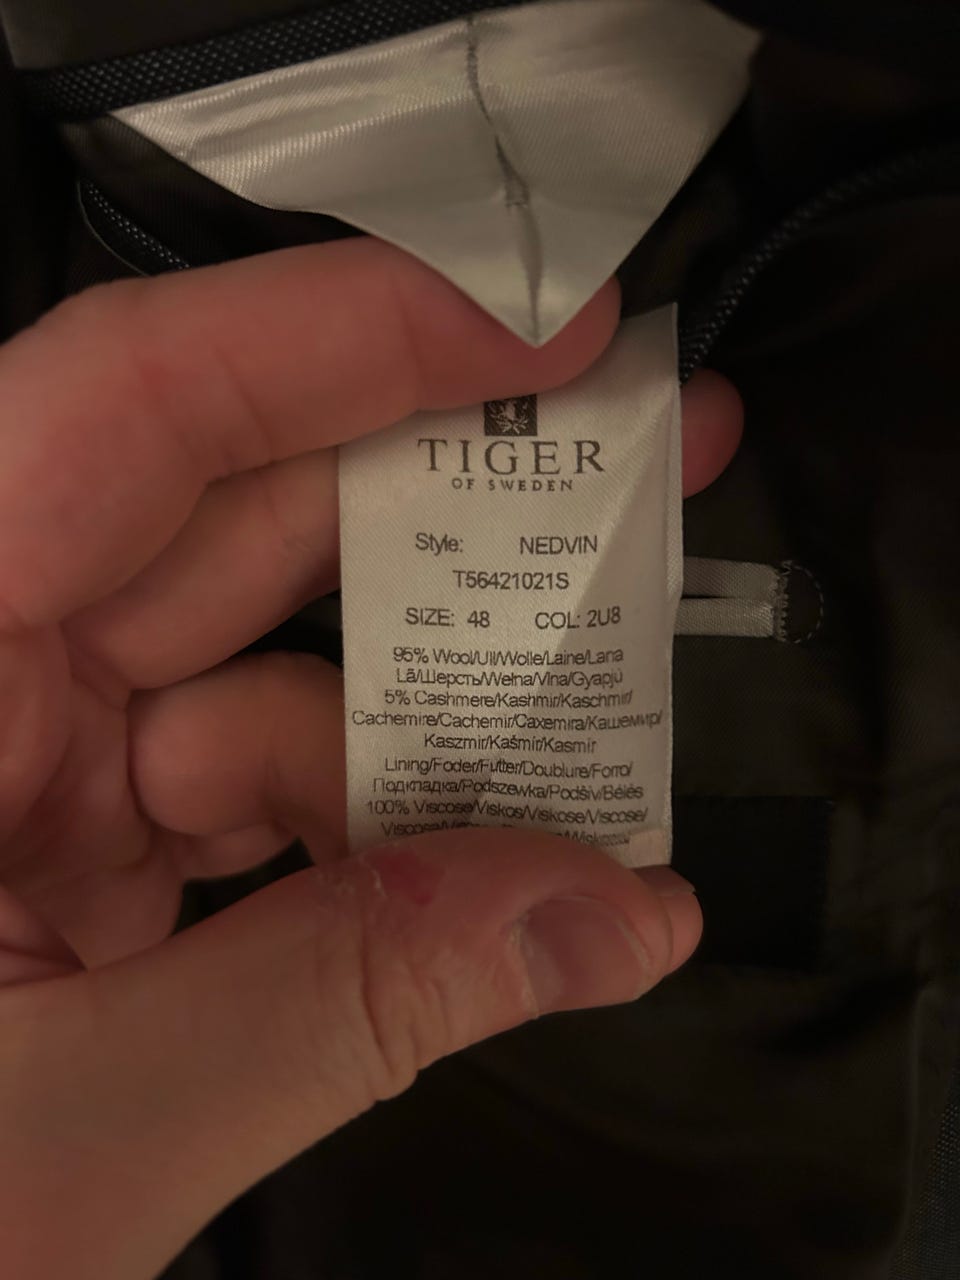 TIGER
OF SWEDEN
Style: NEDVIN
T56421021S
SIZE: 48 COL: 2U8
95% Wool/Ull/Wolle/Laine/Lana
Lã/Шерсть/Wełna/Vlna/Gyapjú
5% Cashmere/Kashmir/Kaschmir/
Cachemire/Cachemir/Caxemira/Кашемир/
Kaszmir/Kašmír/Kasmír
Lining/Foder/Futter/Doublure/Forro/
Подкладка/Podszewka/Podšív/Bélés
100% Viscose/Viskos/Viskose/Viscose/
Viscosa/